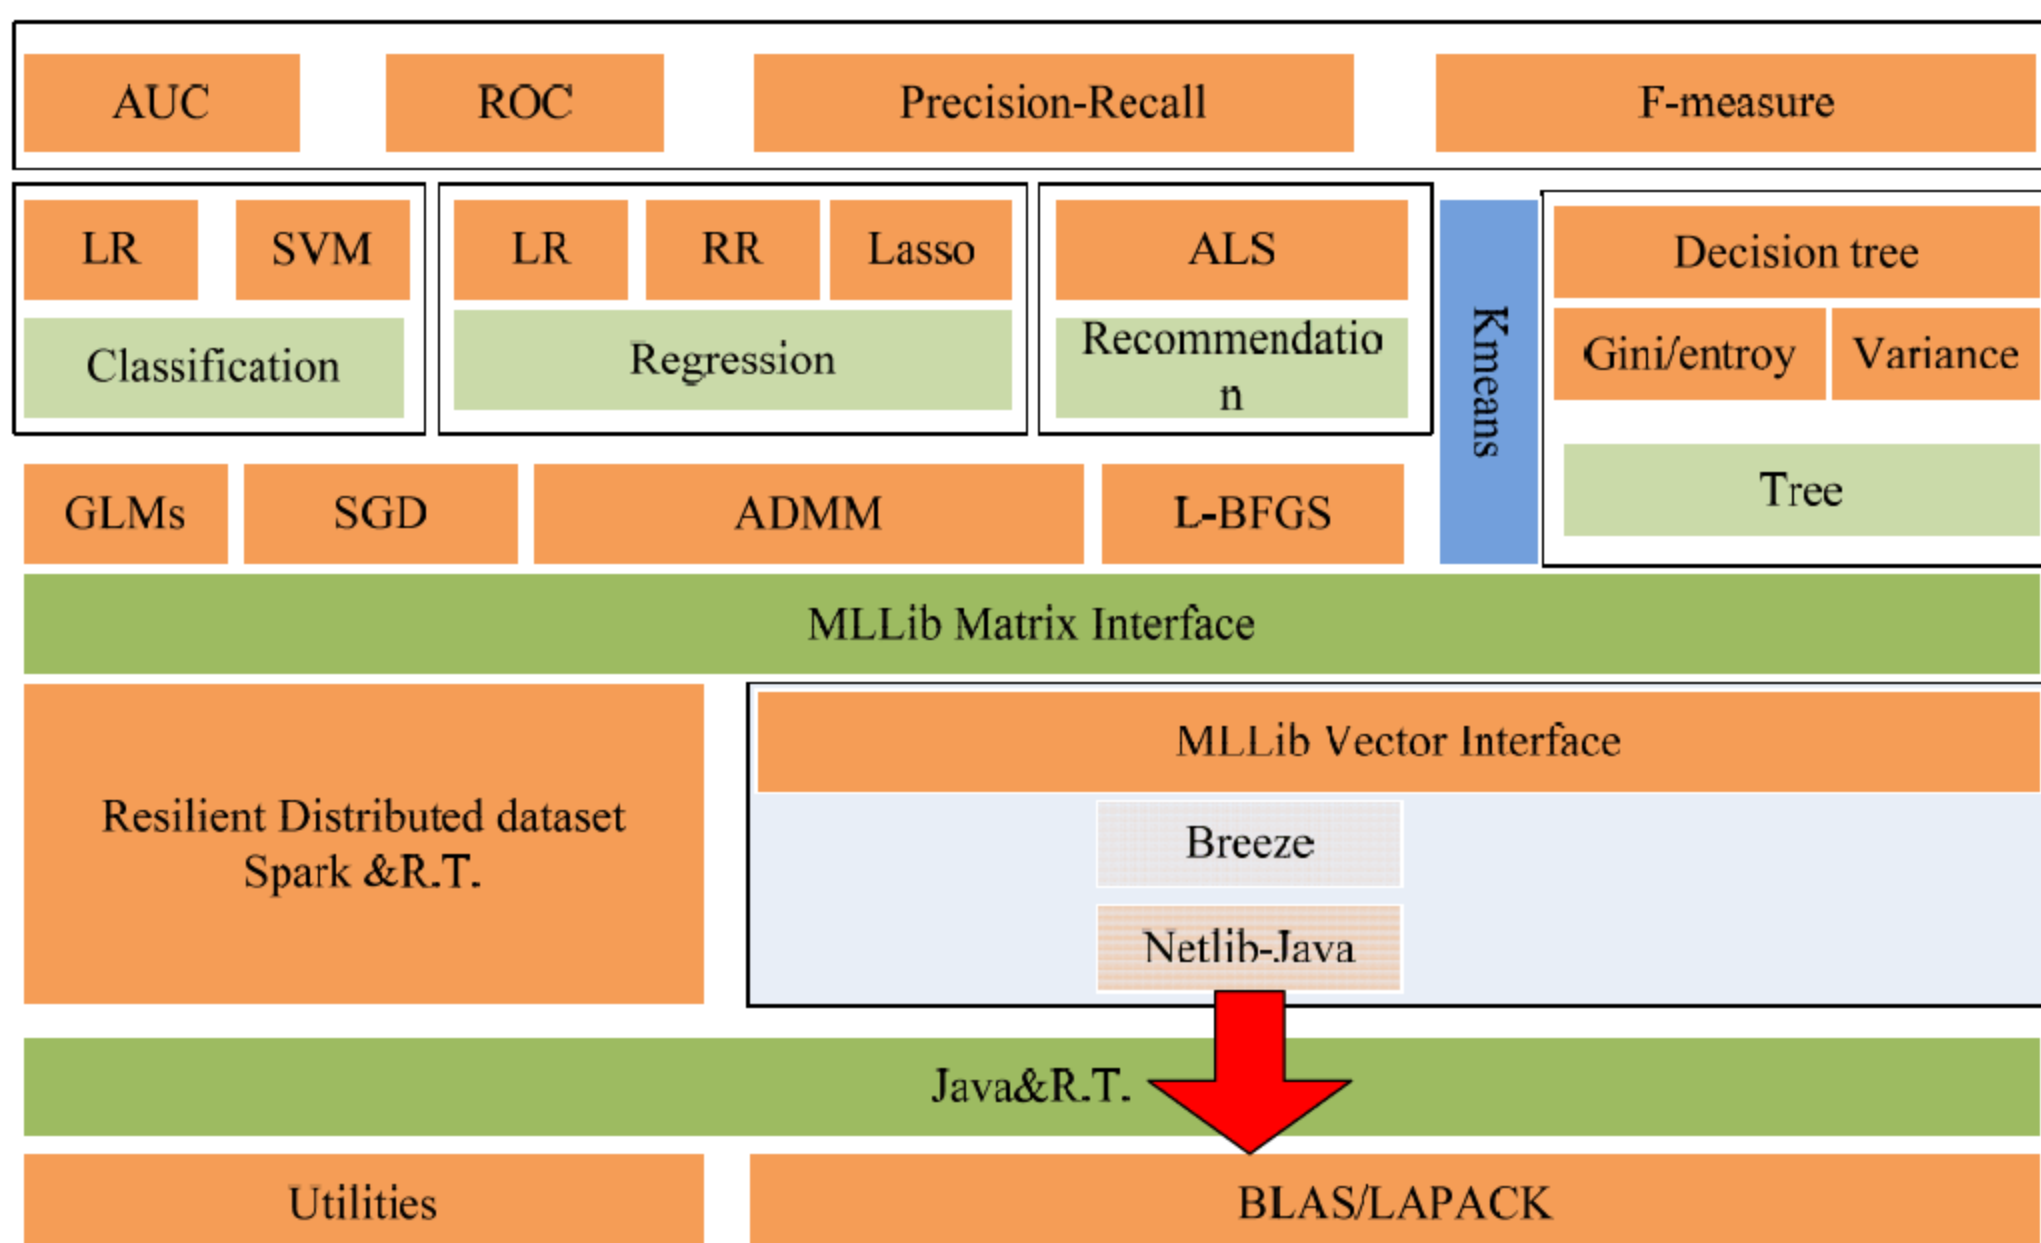 AUC
ROC
Precision-Recall
F-measure
LR
SVM
Classification
LR
RR
Lasso
Regression
ALS
Recommendatio
n
Kmeans
Decision tree
Gini/entroy
Variance
Tree
GLMs
SGD
ADMM
L-BFGS
MLLib Matrix Interface
Resilient Distributed dataset
Spark &R.T.
MLLib Vector Interface
Breeze
Netlib-Java
Java&R.T.
Utilities
BLAS/LAPACK